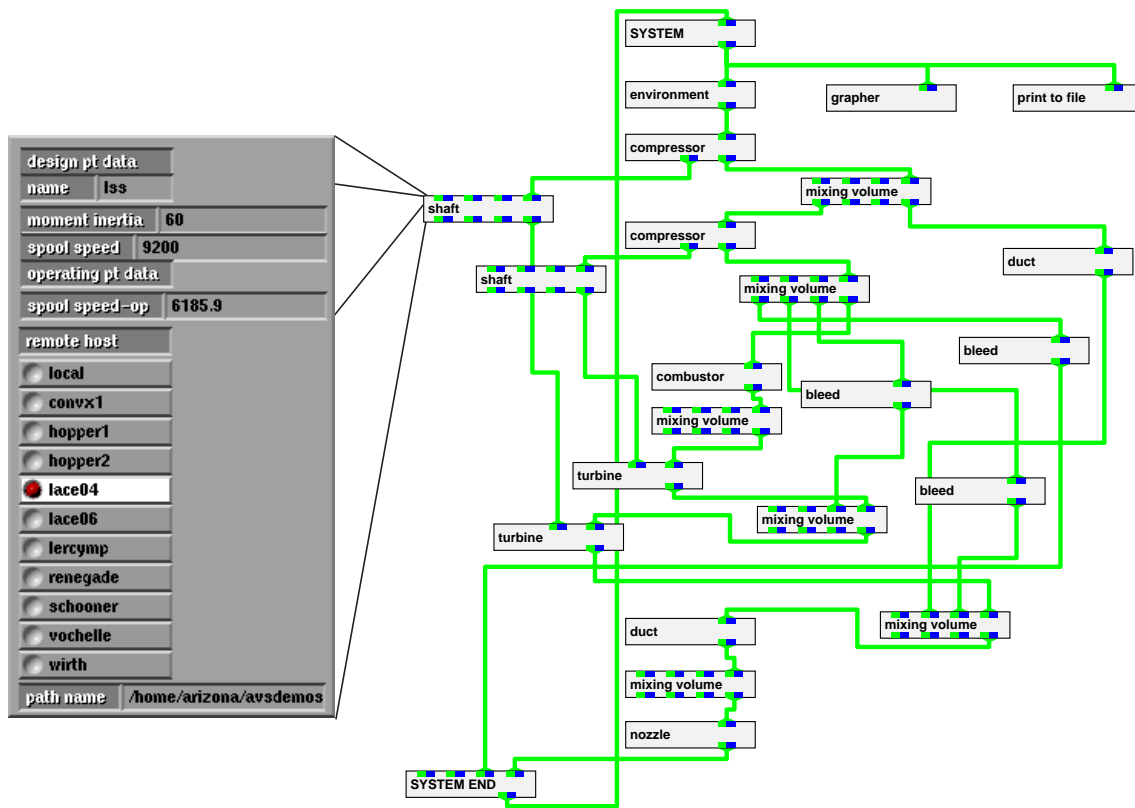 design pt data
name lss
moment inertia 60
spool speed 9200
operating pt data
spool speed-op 6185.9
remote host
local
convx1
hopper1
hopper2
lace04
lace06
lercymp
renegade
schooner
vochelle
wirth
path name /home/arizona/avsdemos
SYSTEM
environment
grapher
print to file
compressor
mixing volume
shaft
compressor
duct
shaft
mixing volume
bleed
combustor
bleed
mixing volume
turbine
bleed
mixing volume
turbine
mixing volume
duct
mixing volume
nozzle
SYSTEM END